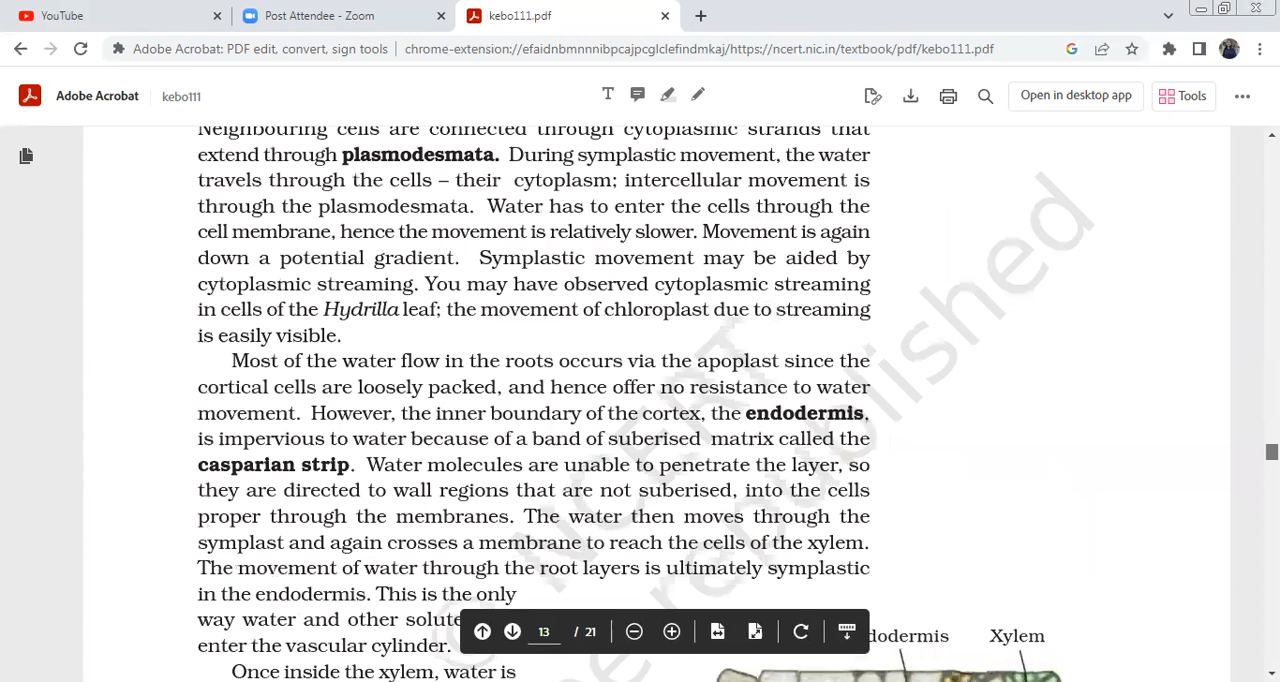 YouTube
Post Attendee - Zoom
kebo111.pdf
Adobe Acrobat: PDF edit, convert, sign tools | chrome-extension://efaidnbmnnnibpcajpcglclefindmkaj/https://ncert.nic.in/textbook/pdf/kebo111.pdf
Adobe Acrobat
kebo111
Open in desktop app
Tools
Neighbouring cells are connected through cytoplasmic strands that
extend through plasmodesmata. During symplastic movement, the water
travels through the cells – their cytoplasm; intercellular movement is
through the plasmodesmata. Water has to enter the cells through the
cell membrane, hence the movement is relatively slower. Movement is again
down a potential gradient. Symplastic movement may be aided by
cytoplasmic streaming. You may have observed cytoplasmic streaming
in cells of the Hydrilla leaf; the movement of chloroplast due to streaming
is easily visible.
Most of the water flow in the roots occurs via the apoplast since the
cortical cells are loosely packed, and hence offer no resistance to water
movement. However, the inner boundary of the cortex, the endodermis,
is impervious to water because of a band of suberised matrix called the
casparian strip. Water molecules are unable to penetrate the layer, so
they are directed to wall regions that are not suberised, into the cells
proper through the membranes. The water then moves through the
symplast and again crosses a membrane to reach the cells of the xylem.
The movement of water through the root layers is ultimately symplastic
in the endodermis. This is the only
way water and other solute
enter the vascular cylinder.
Once inside the xylem, water is
13 / 21
dodermis
Xylem
© NCERT
be republished